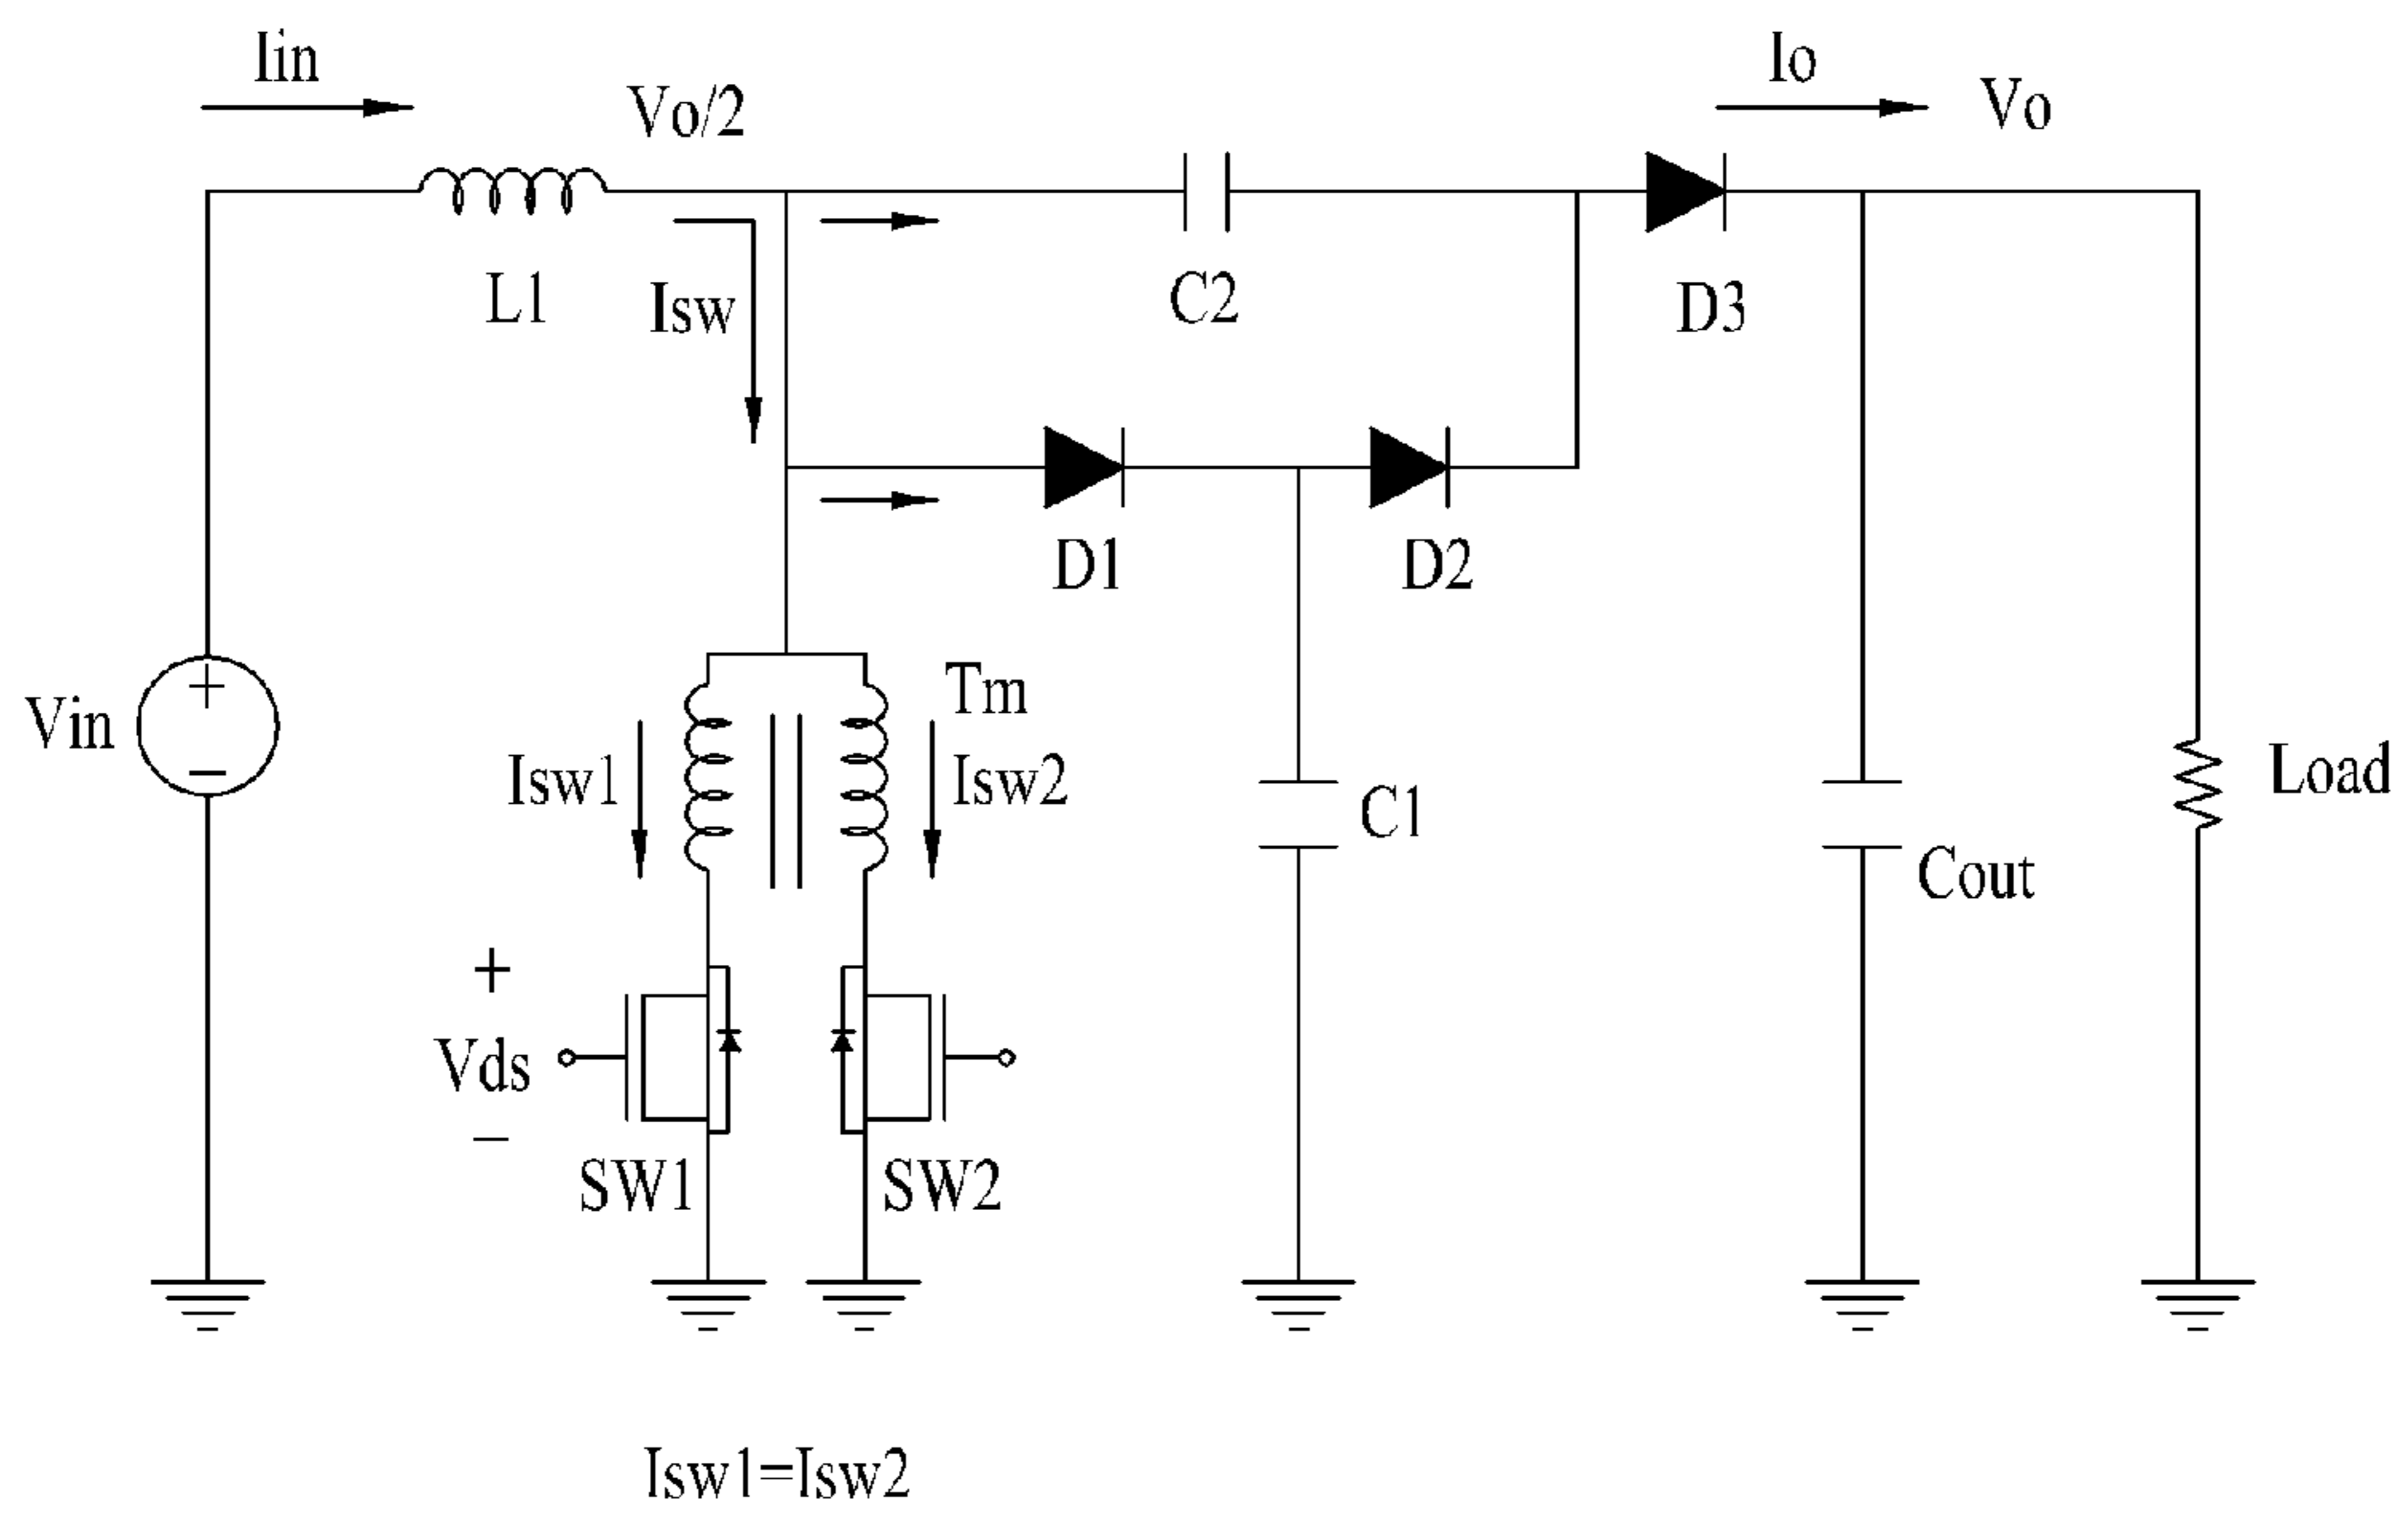 Iin
Io
Vo/2
Vo
L1
Isw
C2
D3
D1
D2
Tm
Vin
+
−
Isw1
Isw2
C1
Load
Cout
+
Vds
−
SW1
SW2
Isw1=Isw2